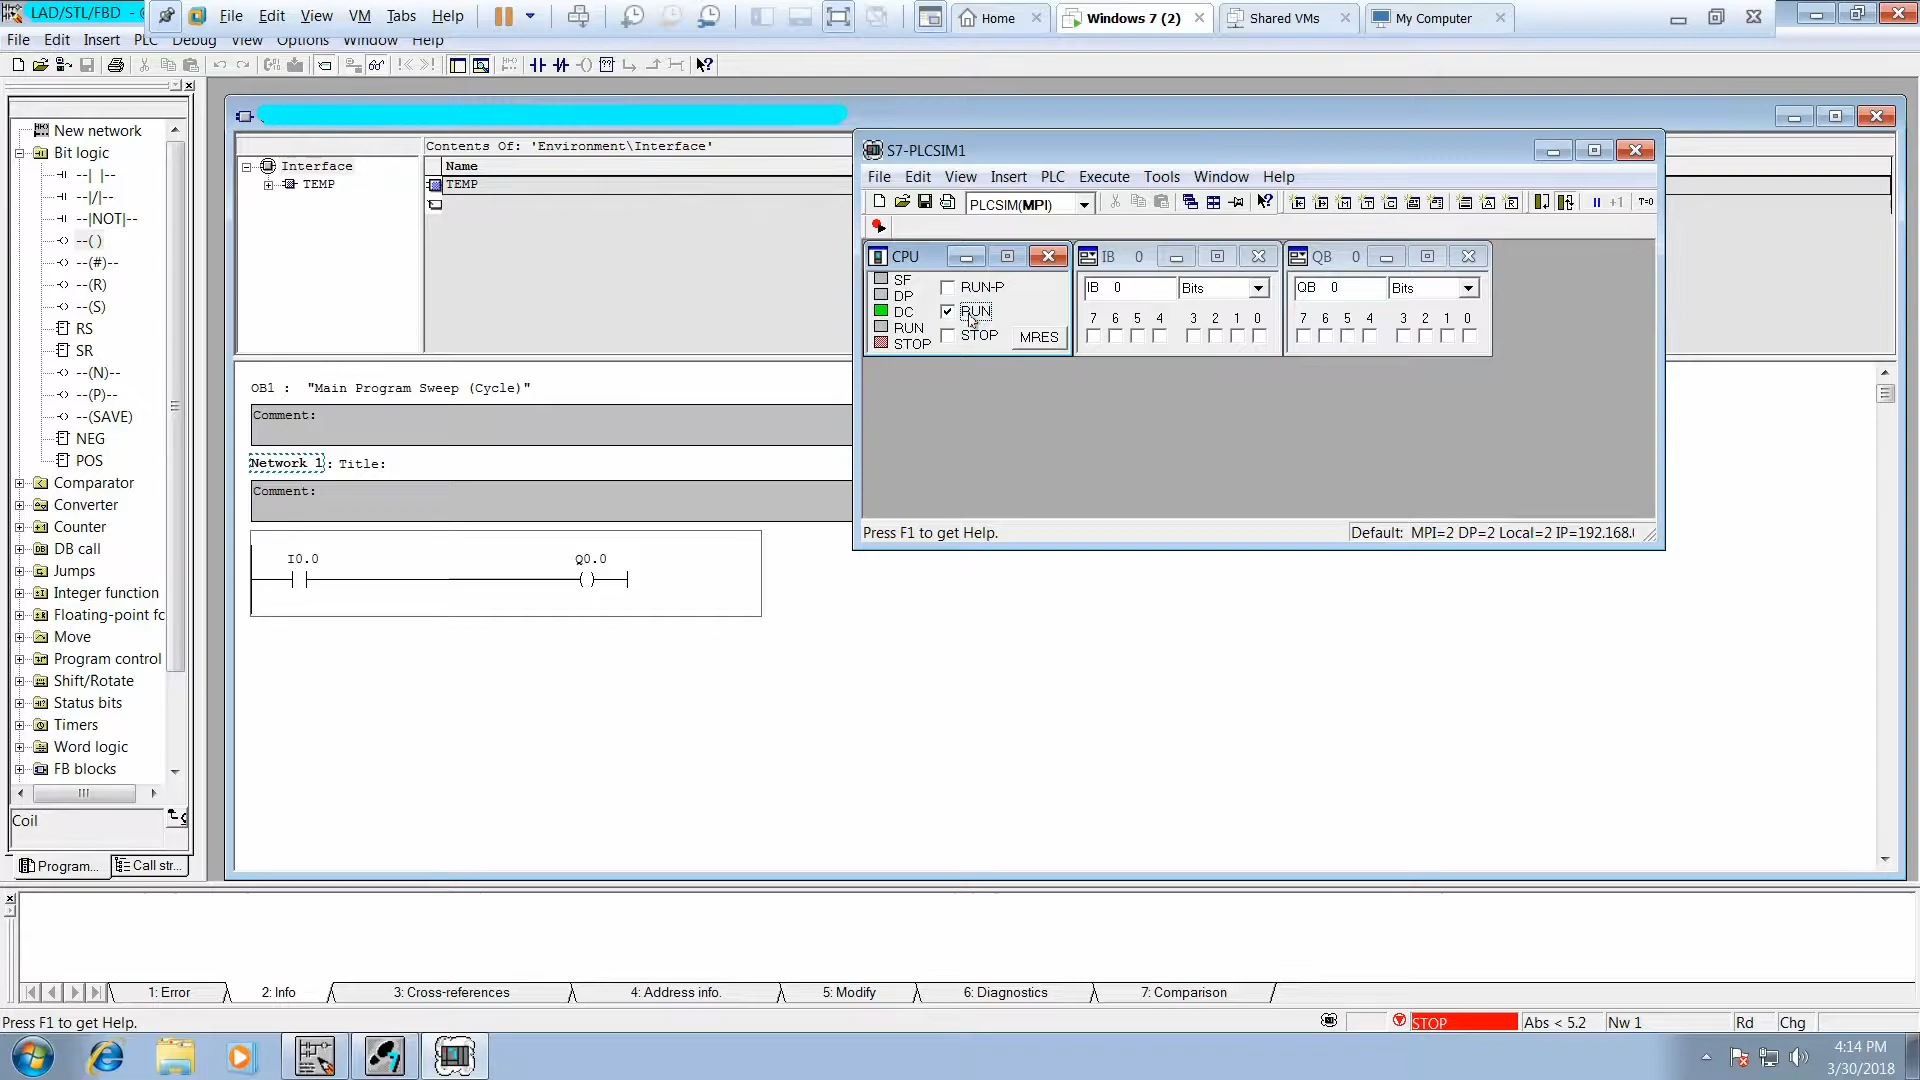 LAD/STL/FBD - (
File Edit View VM Tabs Help
Home
Windows 7 (2)
Shared VMs
My Computer
File Edit Insert PLC Debug View Options Window Help
New network
Bit logic
--| |--
--|/|--
--|NOT|--
--( )
--(#)--
--(R)
--(S)
RS
SR
--(N)--
--(P)--
--(SAVE)
NEG
POS
Comparator
Converter
Counter
DB call
Jumps
Integer function
Floating-point fc
Move
Program control
Shift/Rotate
Status bits
Timers
Word logic
FB blocks
Coil
Program...
Call str...
Interface
TEMP
Contents Of: 'Environment\Interface'
Name
TEMP
OB1 : "Main Program Sweep (Cycle)"
Comment:
Network 1: Title:
Comment:
I0.0 Q0.0
S7-PLCSIM1
File Edit View Insert PLC Execute Tools Window Help
PLCSIM(MPI)
+1
T=0
CPU
SF
DP
DC
RUN
STOP
RUN-P
RUN
STOP
MRES
IB 0
IB 0 Bits
7 6 5 4 3 2 1 0
QB 0
QB 0 Bits
7 6 5 4 3 2 1 0
Press F1 to get Help.
Default: MPI=2 DP=2 Local=2 IP=192.168.(
1: Error
2: Info
3: Cross-references
4: Address info.
5: Modify
6: Diagnostics
7: Comparison
Press F1 to get Help.
STOP
Abs < 5.2
Nw 1
Rd
Chg
4:14 PM
3/30/2018